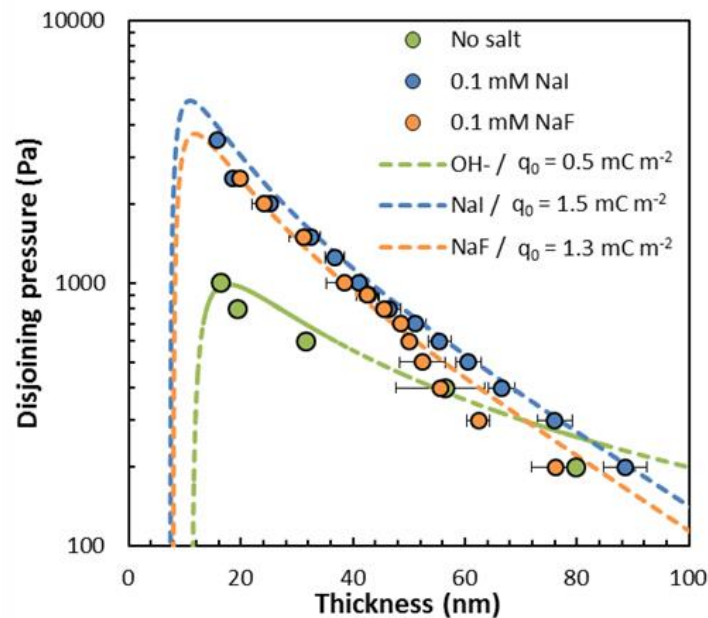 10000
No salt
0.1 mM NaI
0.1 mM NaF
OH- / q₀ = 0.5 mC m⁻²
NaI / q₀ = 1.5 mC m⁻²
NaF / q₀ = 1.3 mC m⁻²
Disjoining pressure (Pa)
1000
100
0 20 40 60 80 100
Thickness (nm)